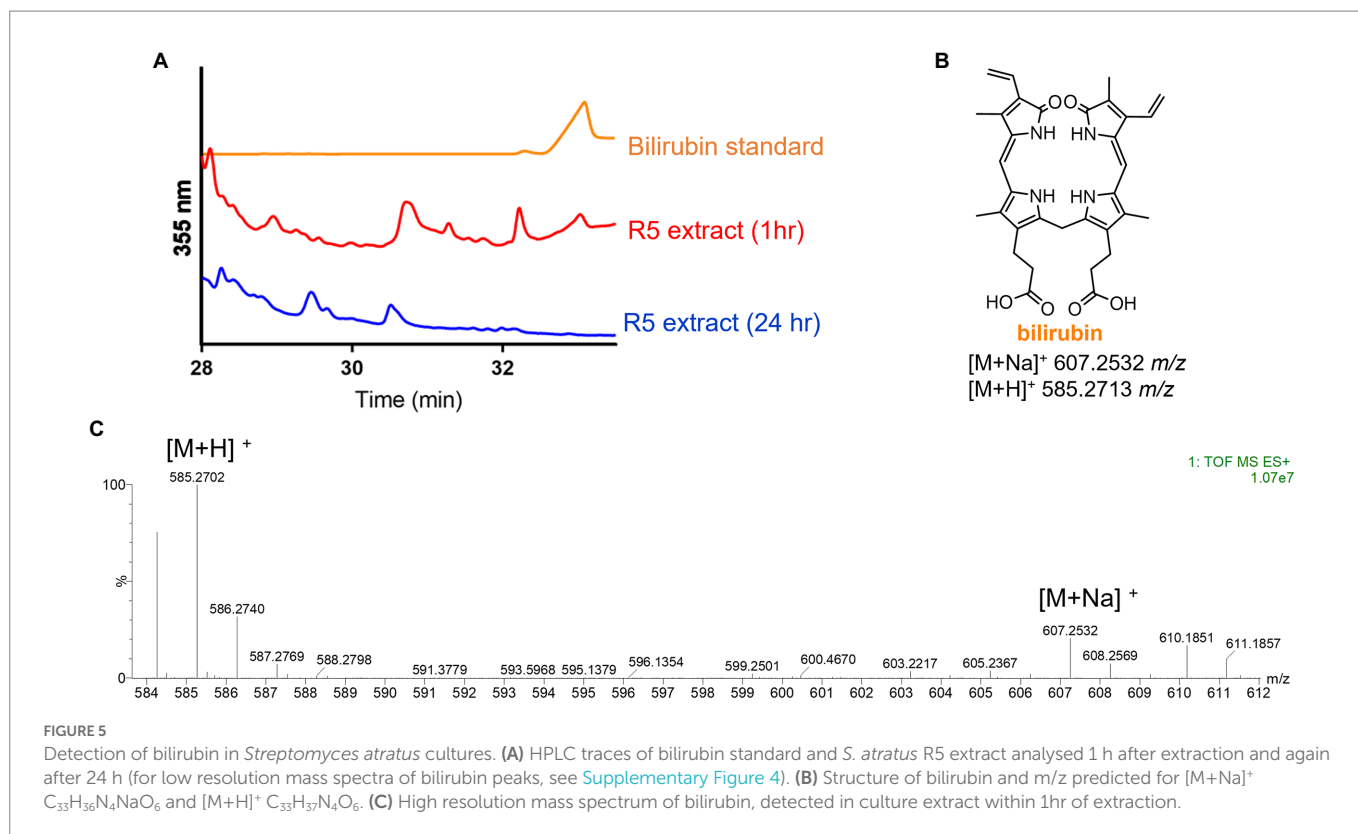 A
355 nm
Bilirubin standard
R5 extract (1hr)
R5 extract (24 hr)
28
30
32
Time (min)
B
O
O
NH
HN
NH
HN
HO
O
O
OH
bilirubin
[M+Na]⁺ 607.2532 m/z
[M+H]⁺ 585.2713 m/z
C
[M+H] ⁺
1: TOF MS ES+
1.07e7
100
585.2702
%
586.2740
587.2769
588.2798
591.3779
593.5968
595.1379
596.1354
599.2501
600.4670
603.2217
605.2367
[M+Na] ⁺
607.2532
608.2569
610.1851
611.1857
0
m/z
584 585 586 587 588 589 590 591 592 593 594 595 596 597 598 599 600 601 602 603 604 605 606 607 608 609 610 611 612
FIGURE 5
Detection of bilirubin in Streptomyces atratus cultures. (A) HPLC traces of bilirubin standard and S. atratus R5 extract analysed 1 h after extraction and again
after 24 h (for low resolution mass spectra of bilirubin peaks, see Supplementary Figure 4). (B) Structure of bilirubin and m/z predicted for [M+Na]⁺
C₃₃H₃₆N₄NaO₆ and [M+H]⁺ C₃₃H₃₇N₄O₆. (C) High resolution mass spectrum of bilirubin, detected in culture extract within 1hr of extraction.